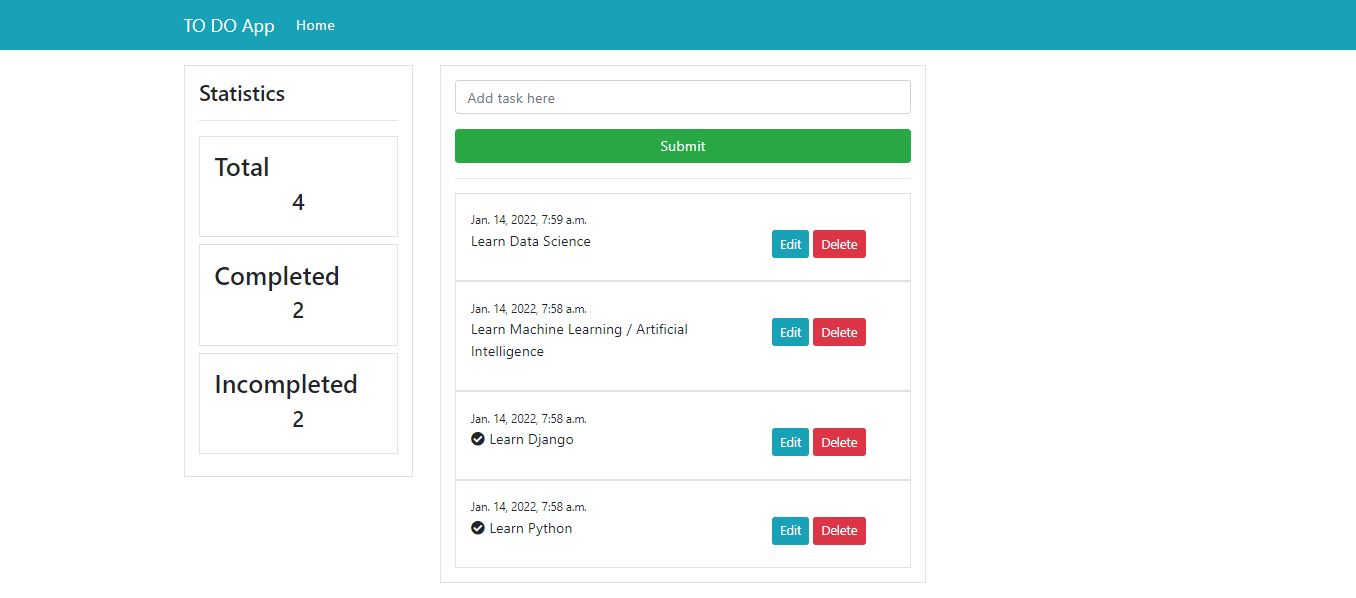 TO DO App Home
Statistics
Total
4
Completed
2
Incompleted
2
Add task here
Submit
Jan. 14, 2022, 7:59 a.m.
Learn Data Science
Edit Delete
Jan. 14, 2022, 7:58 a.m.
Learn Machine Learning / Artificial
Intelligence
Edit Delete
Jan. 14, 2022, 7:58 a.m.
Learn Django
Edit Delete
Jan. 14, 2022, 7:58 a.m.
Learn Python
Edit Delete